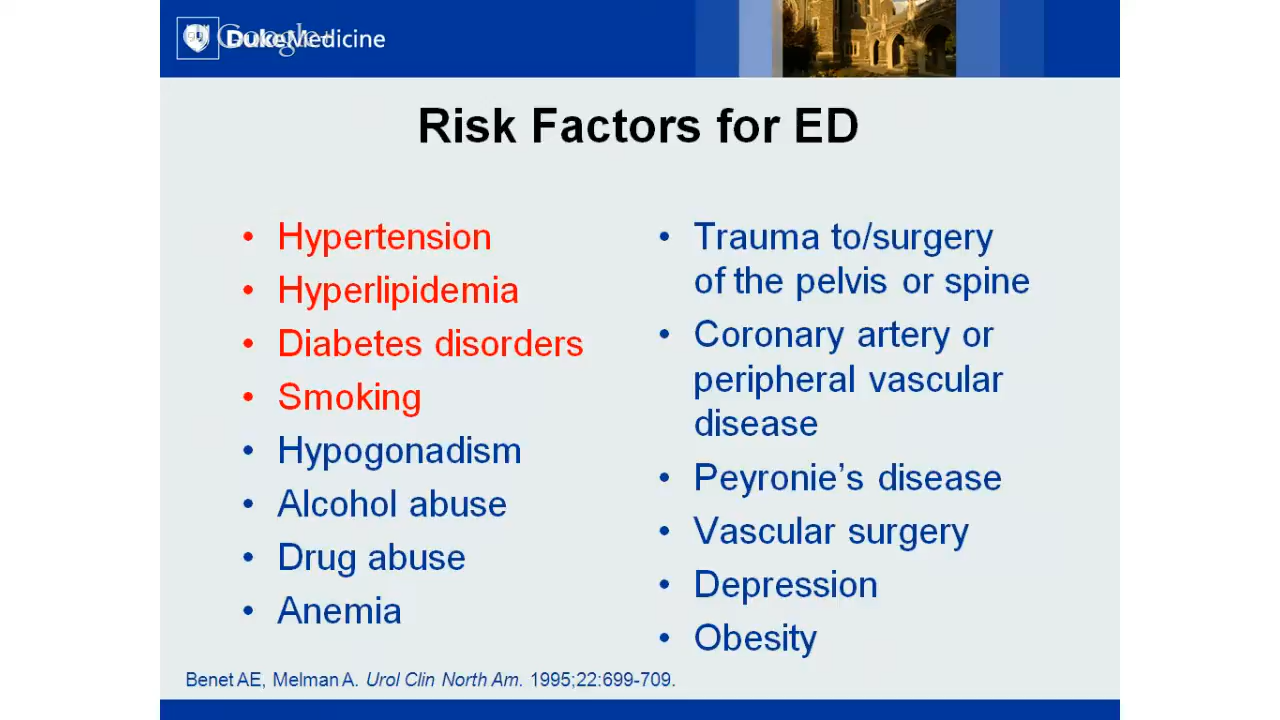 Google+
DukeMedicine
Risk Factors for ED
• Hypertension
• Hyperlipidemia
• Diabetes disorders
• Smoking
• Hypogonadism
• Alcohol abuse
• Drug abuse
• Anemia
• Trauma to/surgery
of the pelvis or spine
• Coronary artery or
peripheral vascular
disease
• Peyronie’s disease
• Vascular surgery
• Depression
• Obesity
Benet AE, Melman A. Urol Clin North Am. 1995;22:699-709.